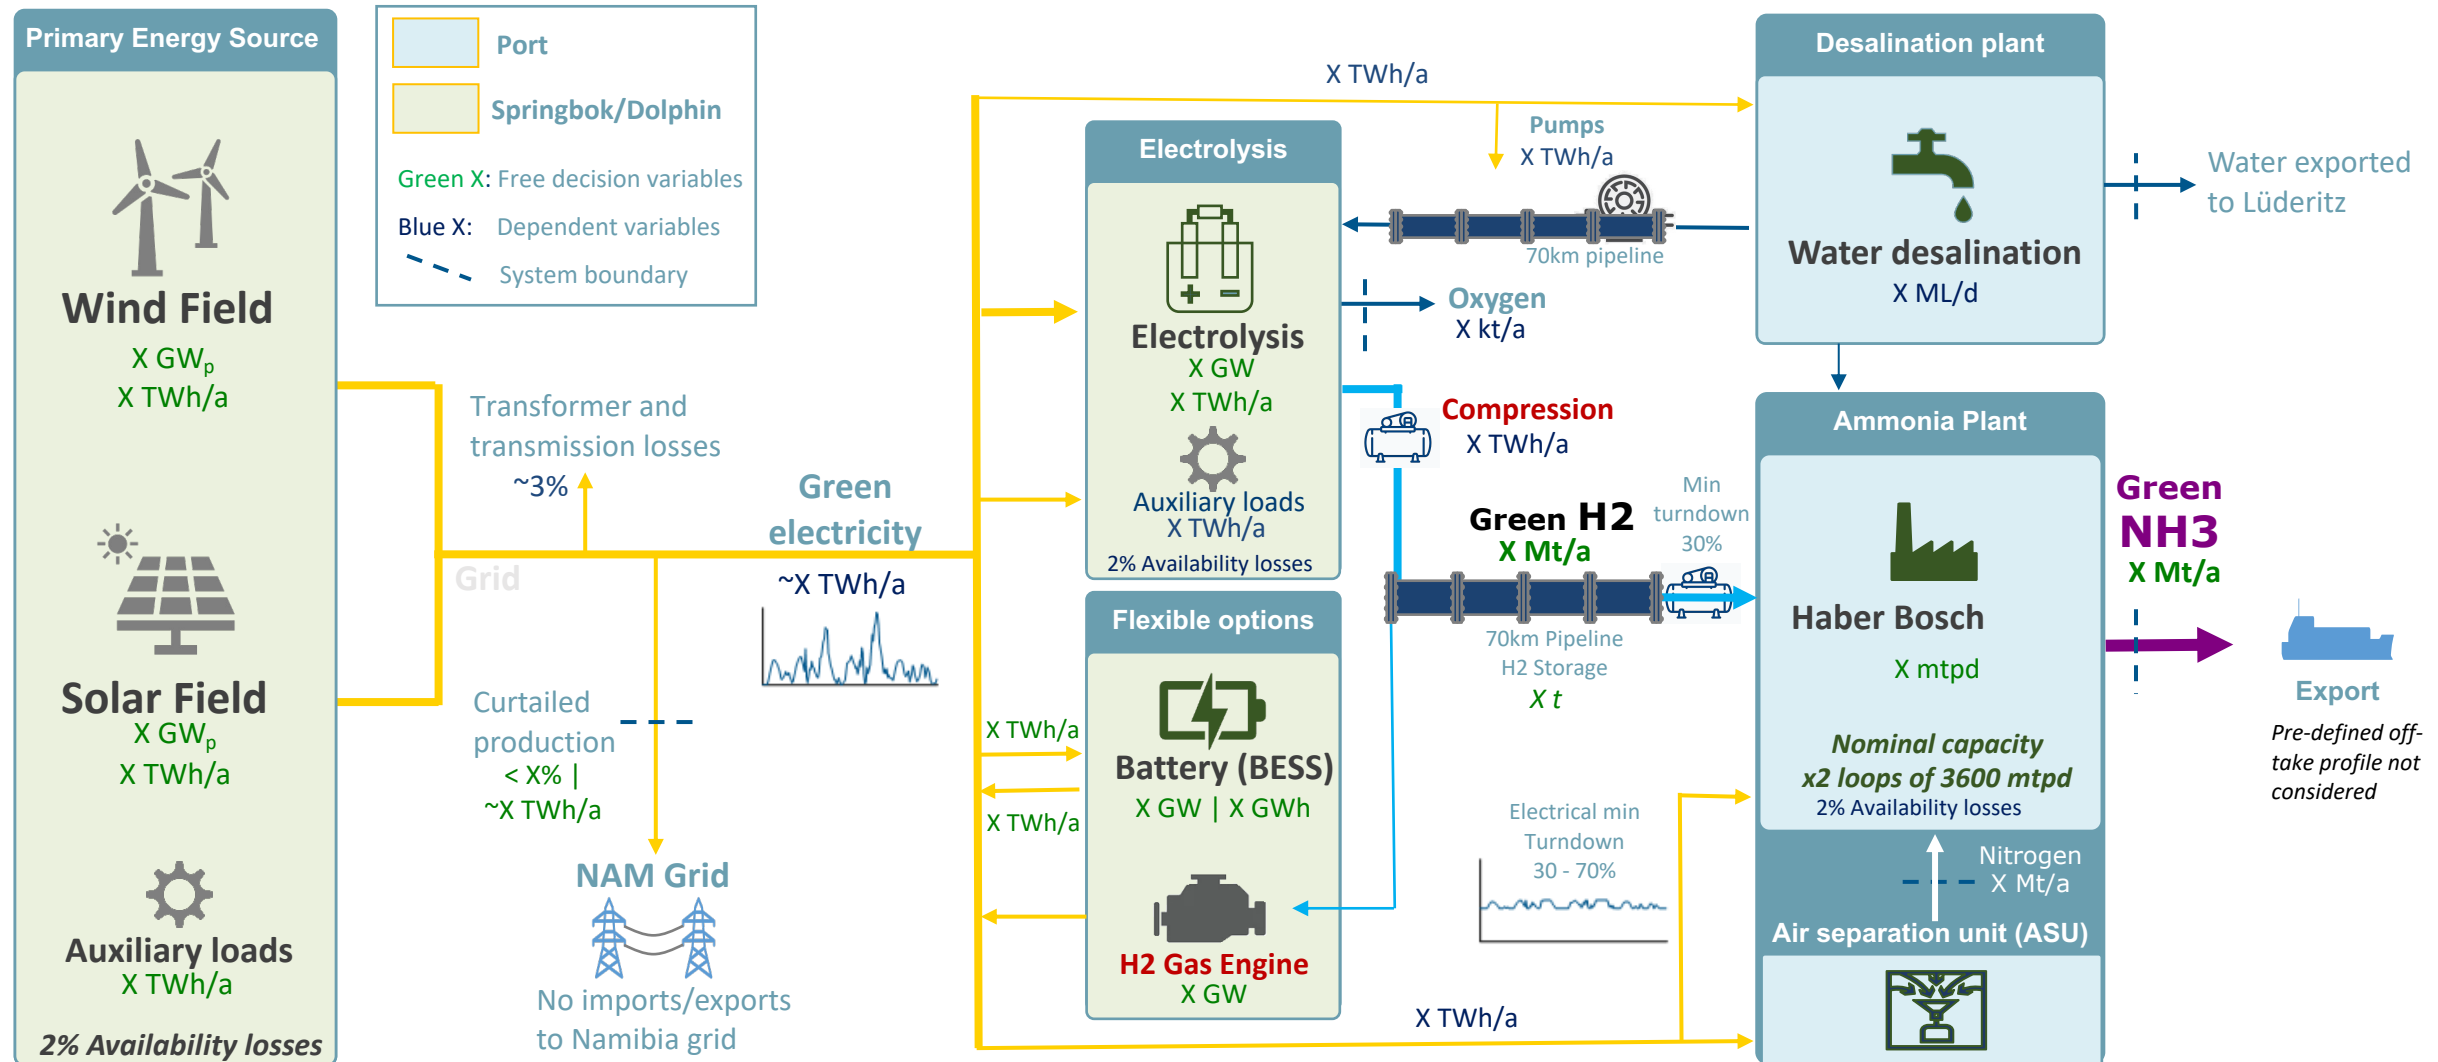 Primary Energy Source
Wind Field
X GWp
X TWh/a
Solar Field
X GWp
X TWh/a
Auxiliary loads
X TWh/a
2% Availability losses
Port
Springbok/Dolphin
Green X: Free decision variables
Blue X: Dependent variables
System boundary
Transformer and
transmission losses
~3%
Grid
Curtailed
production
< X% |
~X TWh/a
NAM Grid
No imports/exports
to Namibia grid
Green
electricity
~X TWh/a
X TWh/a
Electrolysis
+ −
Electrolysis
X GW
X TWh/a
Auxiliary loads
X TWh/a
2% Availability losses
Flexible options
X TWh/a
X TWh/a
Battery (BESS)
X GW | X GWh
H2 Gas Engine
X GW
Pumps
X TWh/a
70km pipeline
Oxygen
X kt/a
Compression
X TWh/a
Green H2
X Mt/a
Min
turndown
30%
70km Pipeline
H2 Storage
X t
Electrical min
Turndown
30 - 70%
X TWh/a
Desalination plant
Water desalination
X ML/d
Water exported
to Lüderitz
Ammonia Plant
Haber Bosch
X mtpd
Nominal capacity
x2 loops of 3600 mtpd
2% Availability losses
Nitrogen
X Mt/a
Air separation unit (ASU)
Green
NH3
X Mt/a
Export
Pre-defined off-
take profile not
considered